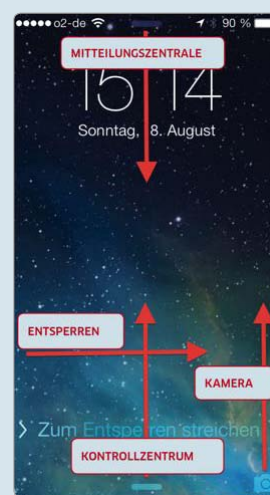 o2-de 90 %
MITTEILUNGSZENTRALE
15 14
Sonntag, 8. August
ENTSPERREN
KAMERA
Zum Entsperren streichen
KONTROLLZENTRUM